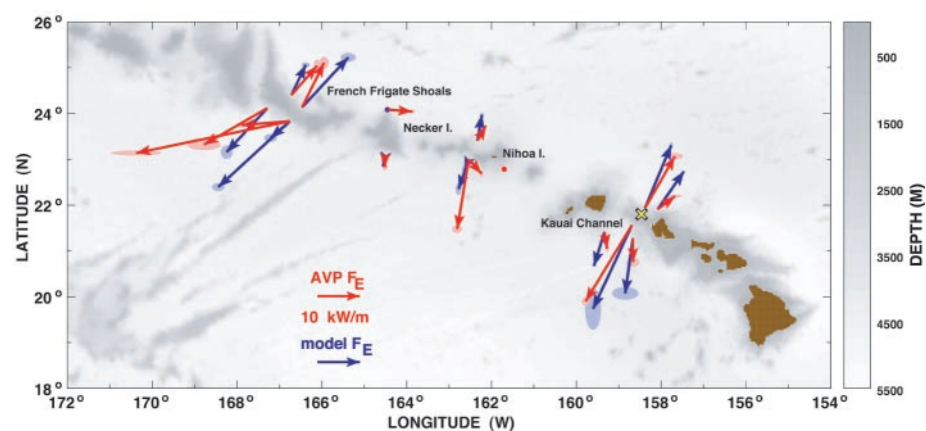 26°
24°
22°
20°
18°
LATITUDE (N)
French Frigate Shoals
Necker I.
Nihoa I.
Kauai Channel
AVP F_E
10 kW/m
model F_E
172 170 168 166 164 162 160 158 156 154°
LONGITUDE (W)
500
1500
2500
3500
4500
5500
DEPTH (M)